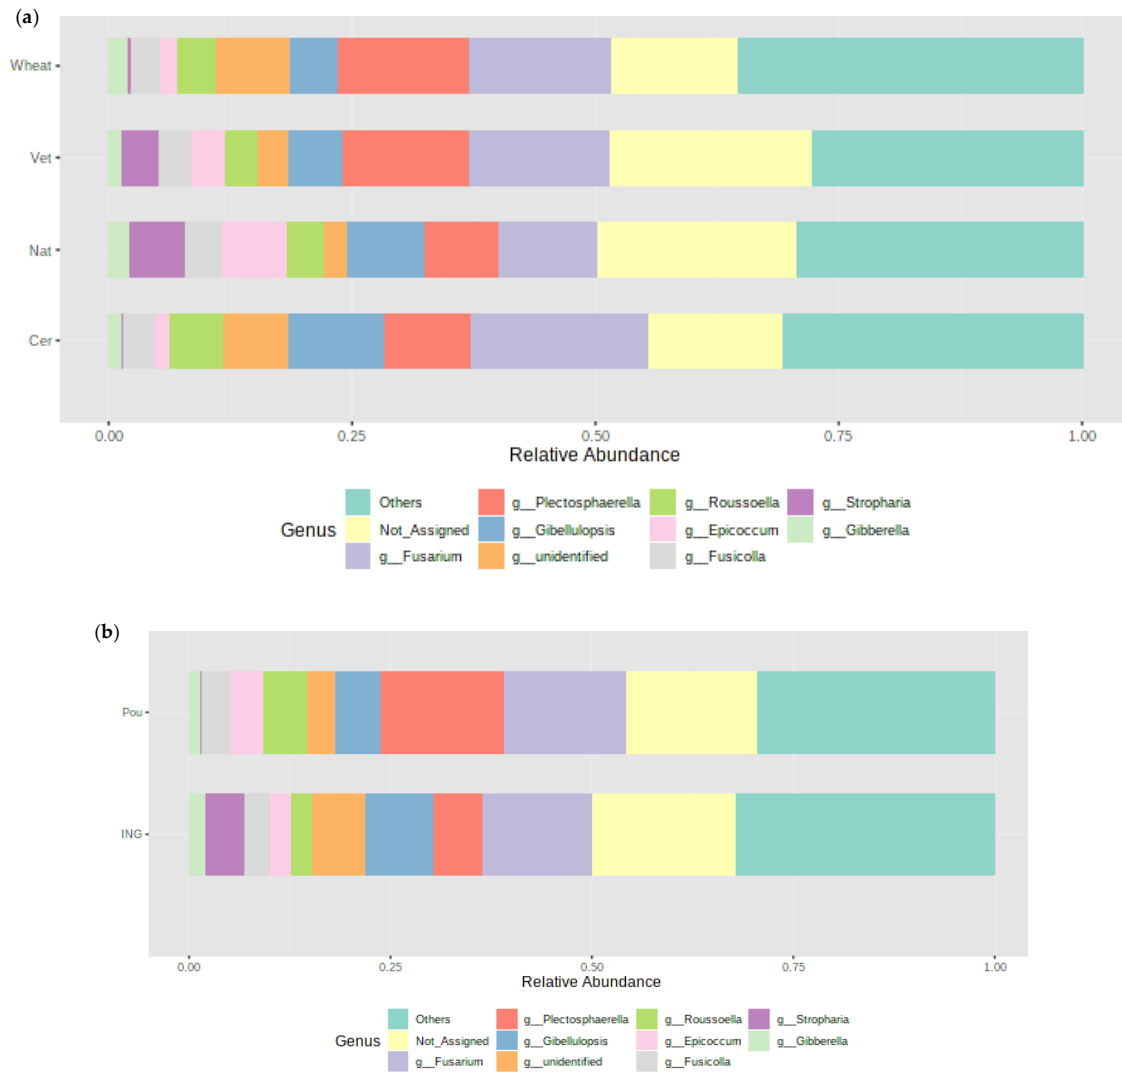 (a)
Wheat
Vet
Nat
Cer
0.00 0.25 0.50 0.75 1.00
Relative Abundance
Genus
Others g__Plectosphaerella g__Roussoella g__Stropharia
Not_Assigned g__Gibellulopsis g__Epicoccum g__Gibberella
g__Fusarium g__unidentified g__Fusicolla
(b)
Pou
ING
0.00 0.25 0.50 0.75 1.00
Relative Abundance
Genus
Others g__Plectosphaerella g__Roussoella g__Stropharia
Not_Assigned g__Gibellulopsis g__Epicoccum g__Gibberella
g__Fusarium g__unidentified g__Fusicolla